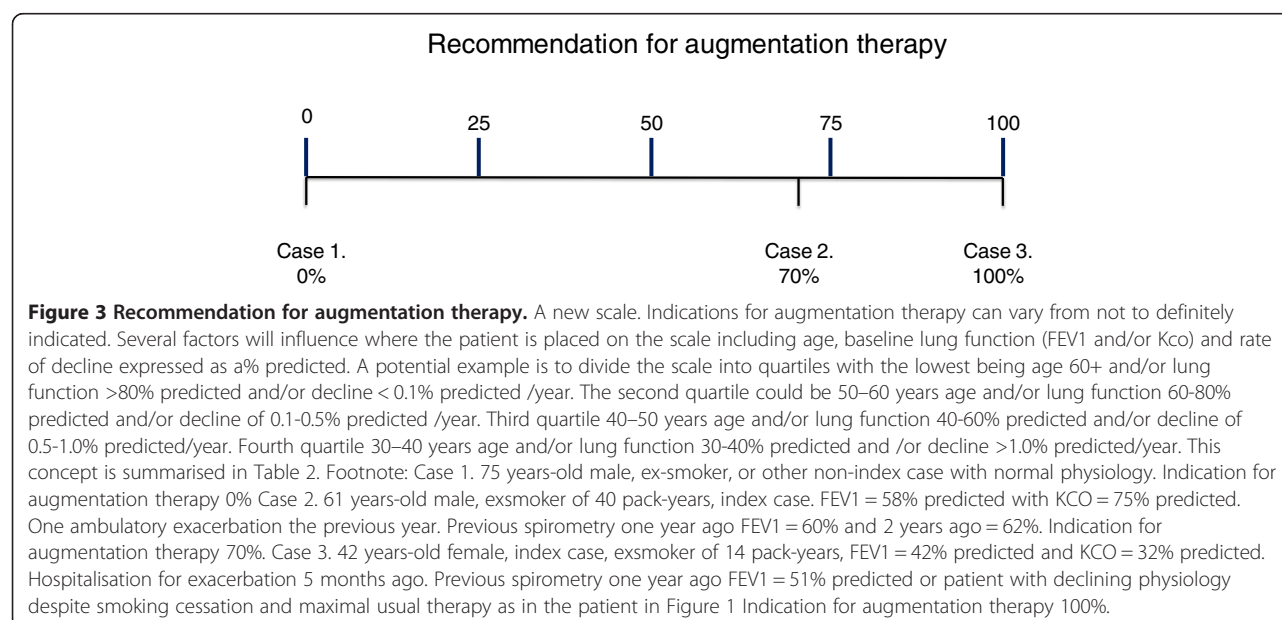 Recommendation for augmentation therapy
0 25 50 75 100
Case 1. Case 2. Case 3.
0% 70% 100%
Figure 3 Recommendation for augmentation therapy. A new scale. Indications for augmentation therapy can vary from not to definitely
indicated. Several factors will influence where the patient is placed on the scale including age, baseline lung function (FEV1 and/or Kco) and rate
of decline expressed as a% predicted. A potential example is to divide the scale into quartiles with the lowest being age 60+ and/or lung
function >80% predicted and/or decline < 0.1% predicted /year. The second quartile could be 50–60 years age and/or lung function 60-80%
predicted and/or decline of 0.1-0.5% predicted /year. Third quartile 40–50 years age and/or lung function 40-60% predicted and/or decline of
0.5-1.0% predicted/year. Fourth quartile 30–40 years age and/or lung function 30-40% predicted and /or decline >1.0% predicted/year. This
concept is summarised in Table 2. Footnote: Case 1. 75 years-old male, ex-smoker, or other non-index case with normal physiology. Indication for
augmentation therapy 0% Case 2. 61 years-old male, exsmoker of 40 pack-years, index case. FEV1 = 58% predicted with KCO = 75% predicted.
One ambulatory exacerbation the previous year. Previous spirometry one year ago FEV1 = 60% and 2 years ago = 62%. Indication for
augmentation therapy 70%. Case 3. 42 years-old female, index case, exsmoker of 14 pack-years, FEV1 = 42% predicted and KCO = 32% predicted.
Hospitalisation for exacerbation 5 months ago. Previous spirometry one year ago FEV1 = 51% predicted or patient with declining physiology
despite smoking cessation and maximal usual therapy as in the patient in Figure 1 Indication for augmentation therapy 100%.